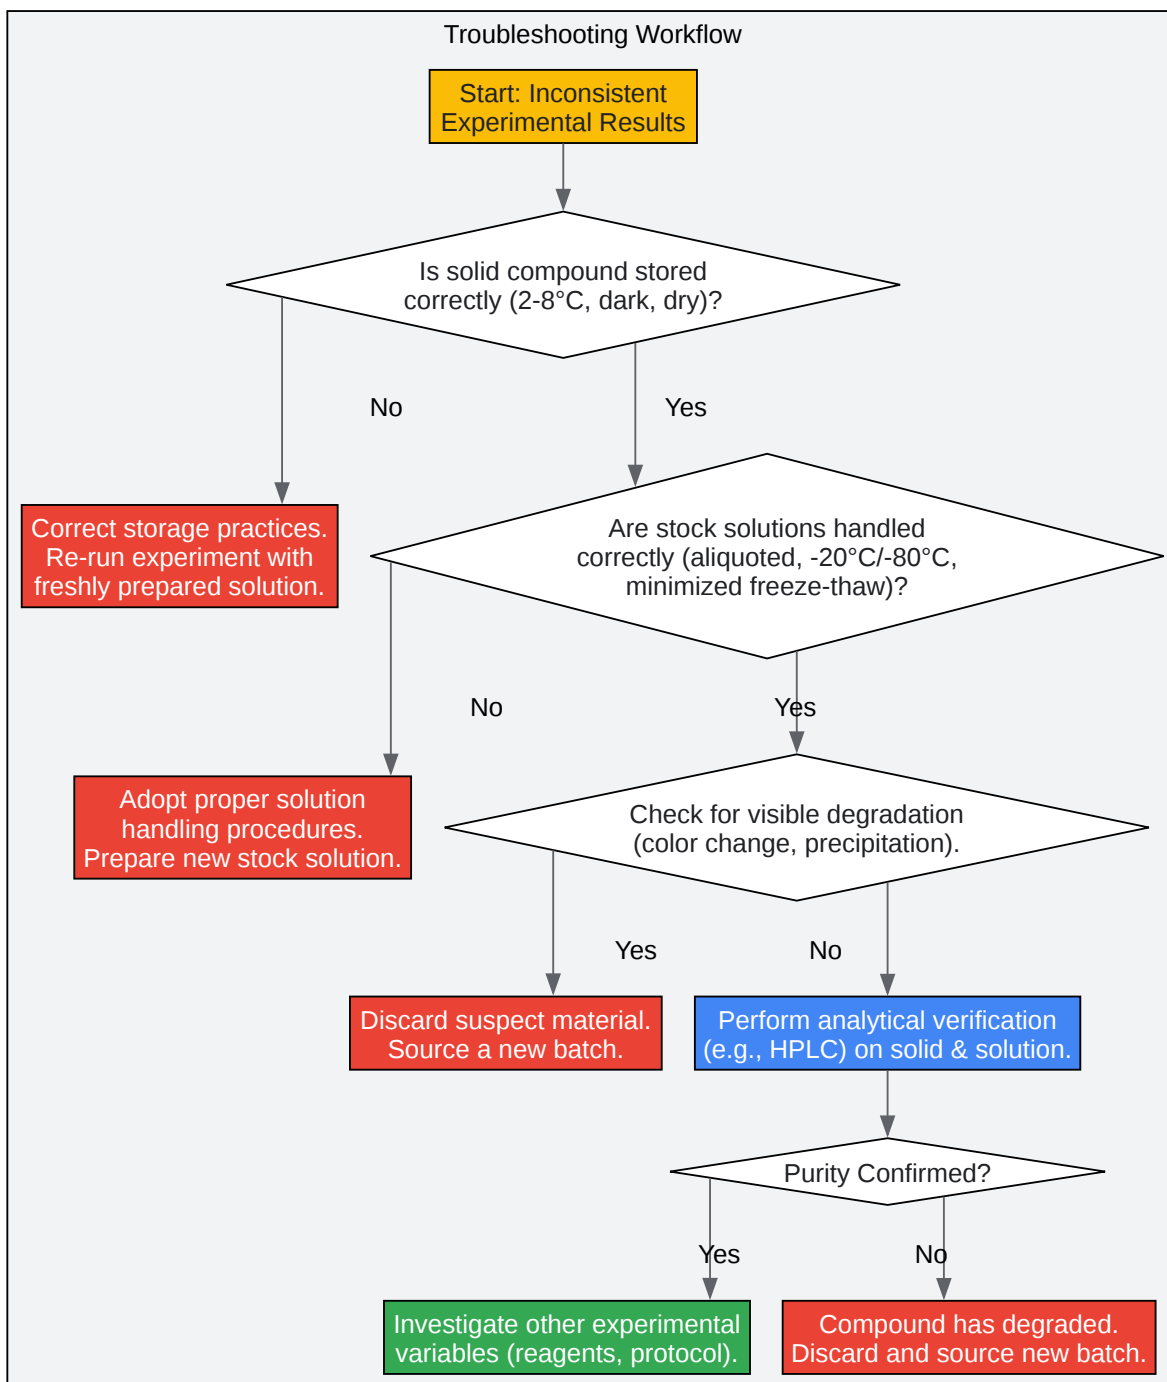 Troubleshooting Workflow
Start: Inconsistent
Experimental Results
Is solid compound stored
correctly (2-8°C, dark, dry)?
No
Yes
Correct storage practices.
Re-run experiment with
freshly prepared solution.
Are stock solutions handled
correctly (aliquoted, -20°C/-80°C,
minimized freeze-thaw)?
No
Yes
Adopt proper solution
handling procedures.
Prepare new stock solution.
Check for visible degradation
(color change, precipitation).
Yes
No
Discard suspect material.
Source a new batch.
Perform analytical verification
(e.g., HPLC) on solid & solution.
Purity Confirmed?
Yes
No
Investigate other experimental
variables (reagents, protocol).
Compound has degraded.
Discard and source new batch.